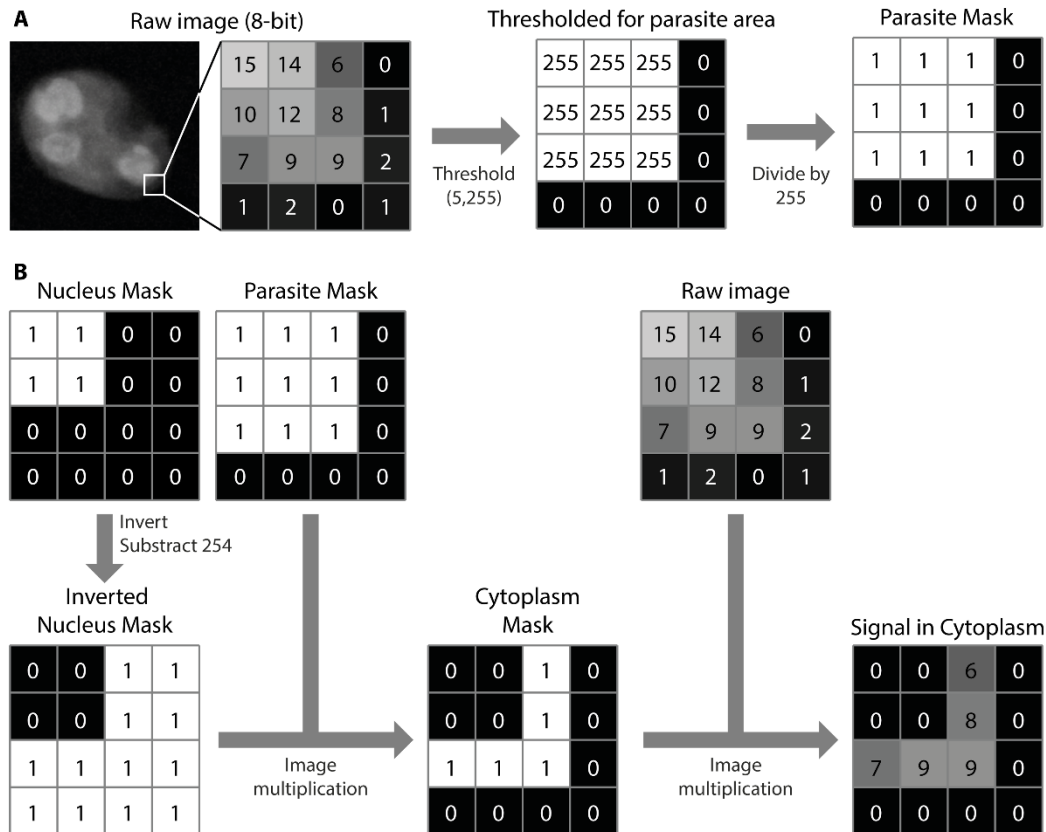 A
Raw image (8-bit)
Thresholded for parasite area
Parasite Mask
15 14 6 0
10 12 8 1
7 9 9 2
1 2 0 1
Threshold
(5,255)
255 255 255 0
255 255 255 0
255 255 255 0
0 0 0 0
Divide by
255
1 1 1 0
1 1 1 0
1 1 1 0
0 0 0 0
B
Nucleus Mask
1 1 0 0
1 1 0 0
0 0 0 0
0 0 0 0
Parasite Mask
1 1 1 0
1 1 1 0
1 1 1 0
0 0 0 0
Raw image
15 14 6 0
10 12 8 1
7 9 9 2
1 2 0 1
Invert
Substract 254
Inverted
Nucleus Mask
0 0 1 1
0 0 1 1
1 1 1 1
1 1 1 1
Image
multiplication
Cytoplasm
Mask
0 0 1 0
0 0 1 0
1 1 1 0
0 0 0 0
Image
multiplication
Signal in Cytoplasm
0 0 6 0
0 0 8 0
7 9 9 0
0 0 0 0